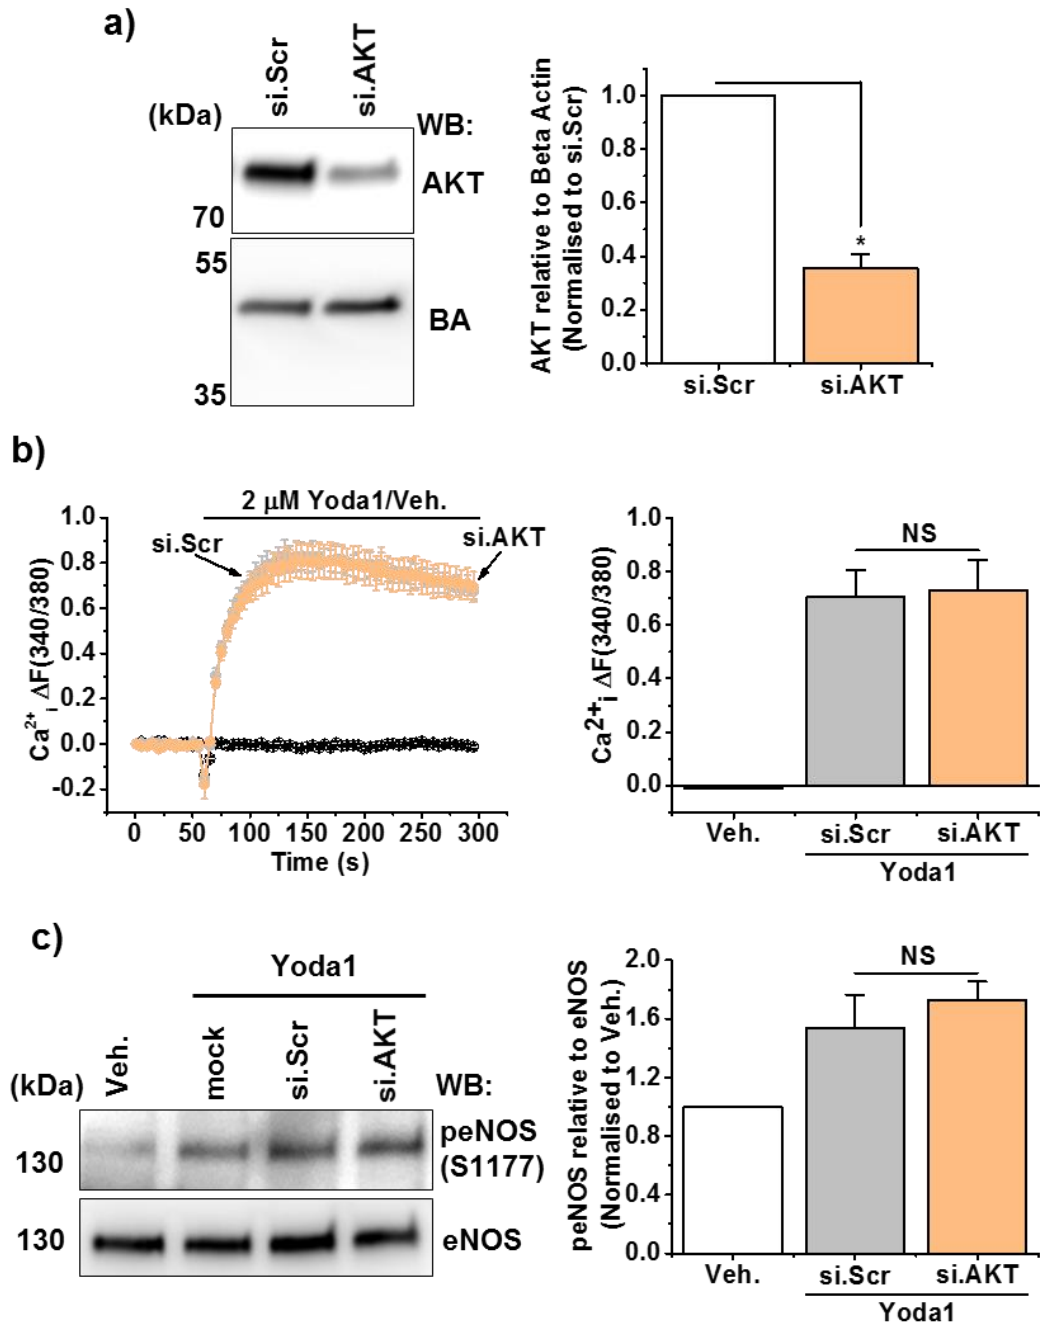 a)
si.Scr
si.AKT
(kDa)
WB:
AKT
70
55
BA
35
AKT relative to Beta Actin
(Normalised to si.Scr)
1.0
0.8
0.6
0.4
0.2
0.0
*
si.Scr
si.AKT
b)
2 μM Yoda1/Veh.
si.Scr
si.AKT
Ca²⁺ᵢ ΔF(340/380)
1.0
0.8
0.6
0.4
0.2
0.0
-0.2
0 50 100 150 200 250 300
Time (s)
NS
Ca²⁺ᵢ ΔF(340/380)
1.0
0.8
0.6
0.4
0.2
0.0
Veh.
si.Scr
si.AKT
Yoda1
c)
Yoda1
Veh.
mock
si.Scr
si.AKT
(kDa)
WB:
130
peNOS
(S1177)
130
eNOS
NS
peNOS relative to eNOS
(Normalised to Veh.)
2.0
1.6
1.2
0.8
0.4
0.0
Veh.
si.Scr
si.AKT
Yoda1